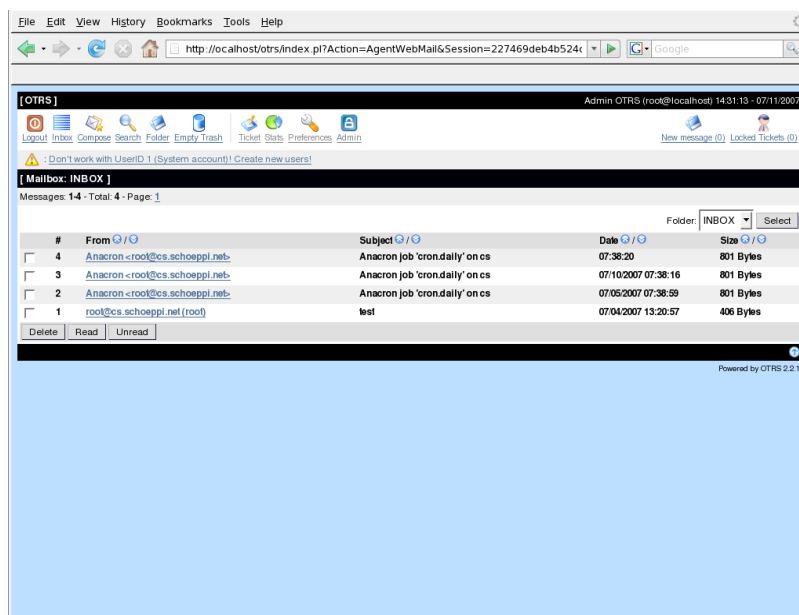 File Edit View History Bookmarks Tools Help
http://localhost/otrs/index.pl?Action=AgentWebMail&Session=227469deb4b524c
Google
[ OTRS ] Admin OTRS (root@localhost) 14:31:13 - 07/11/2007
Logout Inbox Compose Search Folder Empty Trash Ticket Stats Preferences Admin New message (0) Locked Tickets (0)
: Don't work with UserID 1 (System account)! Create new users!
[ Mailbox: INBOX ]
Messages: 1-4 - Total: 4 - Page: 1
Folder: INBOX Select
# From / Subject / Date / Size /
4 Anacron <root@cs.schoeppi.net> Anacron job 'cron.daily' on cs 07:38:20 801 Bytes
3 Anacron <root@cs.schoeppi.net> Anacron job 'cron.daily' on cs 07/10/2007 07:38:16 801 Bytes
2 Anacron <root@cs.schoeppi.net> Anacron job 'cron.daily' on cs 07/05/2007 07:38:59 801 Bytes
1 root@cs.schoeppi.net (root) test 07/04/2007 13:20:57 406 Bytes
Delete Read Unread
Powered by OTRS 2.2.1